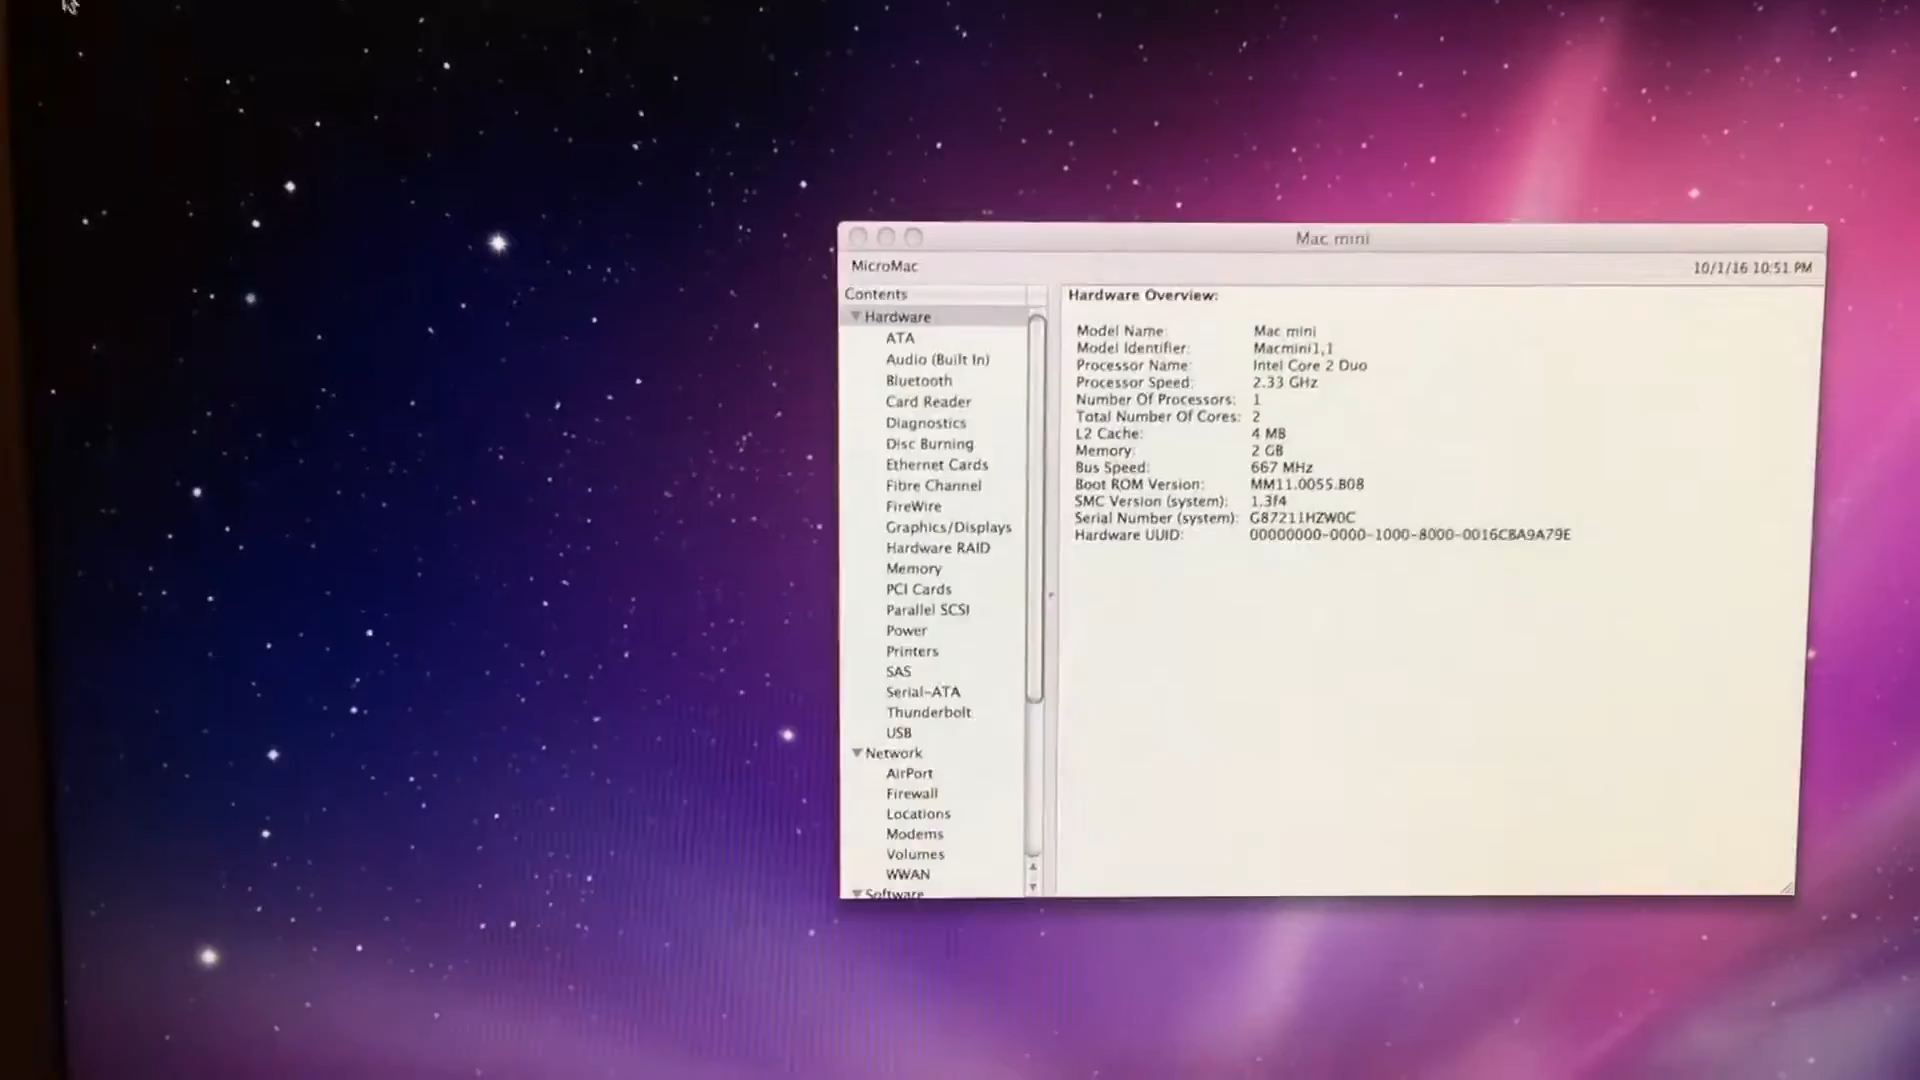 Mac mini
MicroMac
10/1/16 10:51 PM
Contents
Hardware
ATA
Audio (Built In)
Bluetooth
Card Reader
Diagnostics
Disc Burning
Ethernet Cards
Fibre Channel
FireWire
Graphics/Displays
Hardware RAID
Memory
PCI Cards
Parallel SCSI
Power
Printers
SAS
Serial-ATA
Thunderbolt
USB
Network
AirPort
Firewall
Locations
Modems
Volumes
WWAN
Software
Hardware Overview:
Model Name: Mac mini
Model Identifier: Macmini1,1
Processor Name: Intel Core 2 Duo
Processor Speed: 2.33 GHz
Number Of Processors: 1
Total Number Of Cores: 2
L2 Cache: 4 MB
Memory: 2 GB
Bus Speed: 667 MHz
Boot ROM Version: MM11.0055.B08
SMC Version (system): 1.3f4
Serial Number (system): G87211HZW0C
Hardware UUID: 00000000-0000-1000-8000-0016CBA9A79E